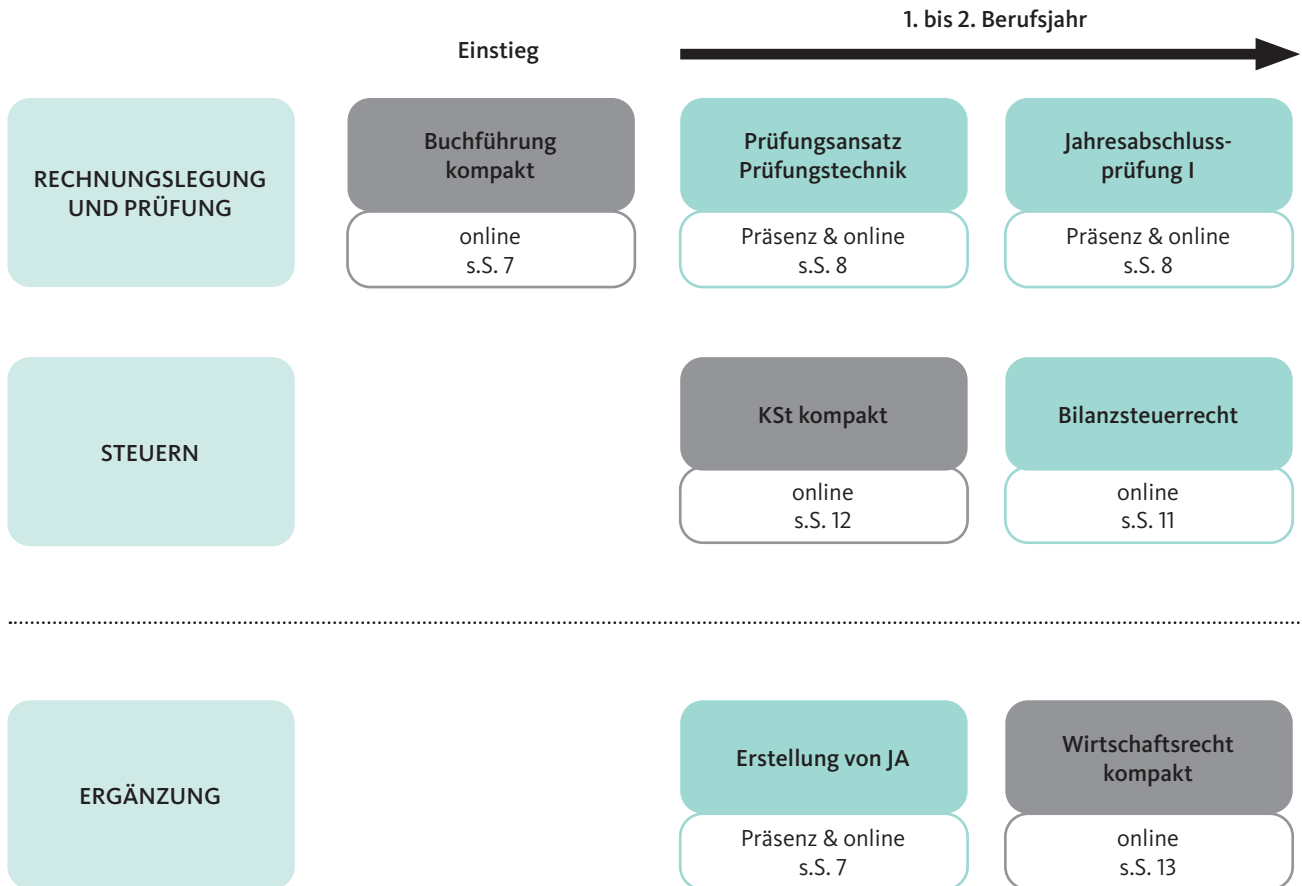 1. bis 2. Berufsjahr
Einstieg
RECHNUNGSLEGUNG
UND PRÜFUNG
Buchführung
kompakt
online
s.S. 7
Prüfungsansatz
Prüfungstechnik
Präsenz & online
s.S. 8
Jahresabschluss-
prüfung I
Präsenz & online
s.S. 8
STEUERN
KSt kompakt
online
s.S. 12
Bilanzsteuerrecht
online
s.S. 11
ERGÄNZUNG
Erstellung von JA
Präsenz & online
s.S. 7
Wirtschaftsrecht
kompakt
online
s.S. 13